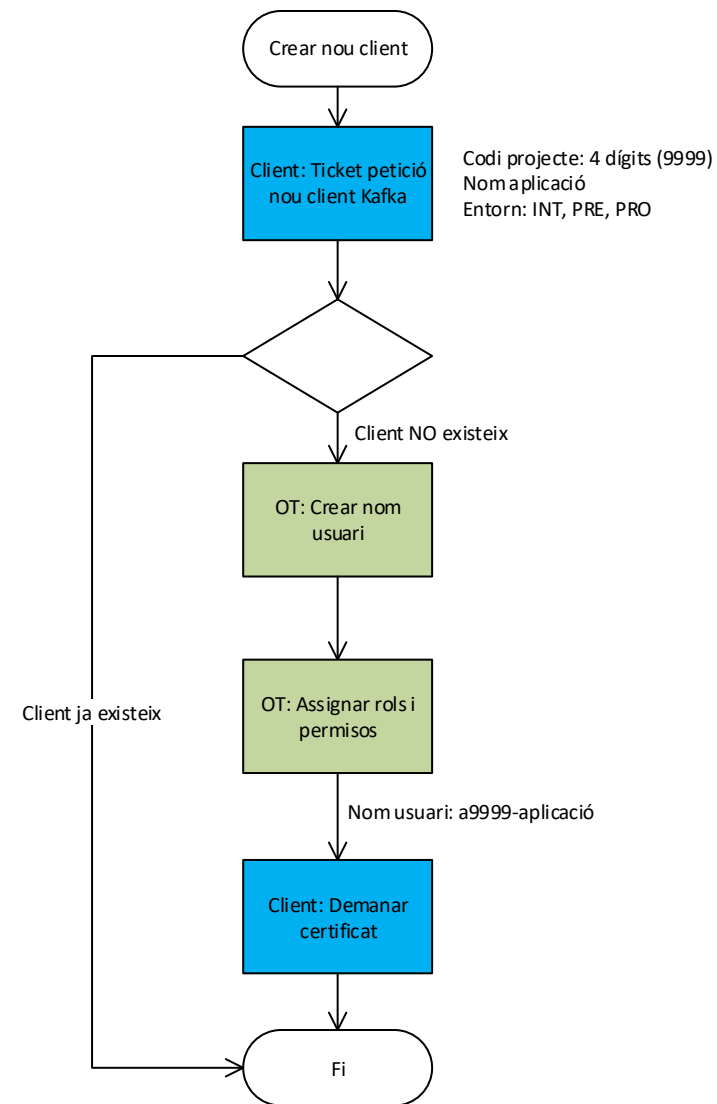 Crear nou client
Client: Ticket petició
nou client Kafka
Codi projecte: 4 dígits (9999)
Nom aplicació
Entorn: INT, PRE, PRO
Client NO existeix
OT: Crear nom
usuari
OT: Assignar rols i
permisos
Client ja existeix
Nom usuari: a9999-aplicació
Client: Demanar
certificat
Fi